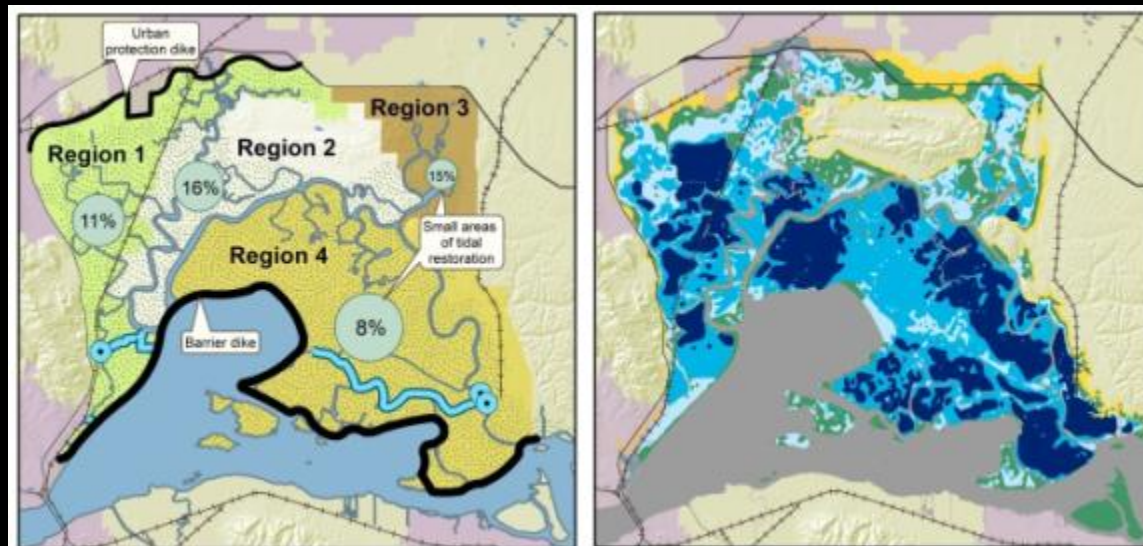 Urban
protection dike
Region 3
Region 1
Region 2
15%
16%
11%
Small areas
of tidal
restoration
Region 4
8%
Barrier dike